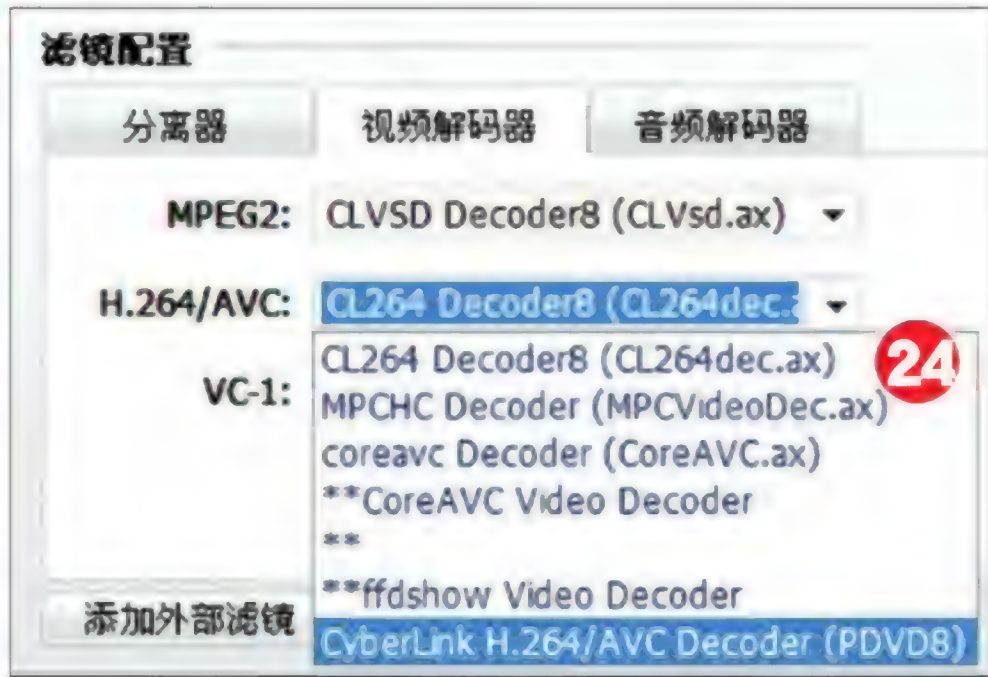 滤镜配置
分离器 视频解码器 音频解码器
MPEG2: CLVSD Decoder8 (CLVsd.ax)
H.264/AVC: CL264 Decoder8 (CL264dec.a
CL264 Decoder8 (CL264dec.ax)
24
VC-1:
MPCHC Decoder (MPCVideoDec.ax)
coreavc Decoder (CoreAVC.ax)
**CoreAVC Video Decoder
**
**ffdshow Video Decoder
添加外部滤镜
CyberLink H.264/AVC Decoder (PDVD8)